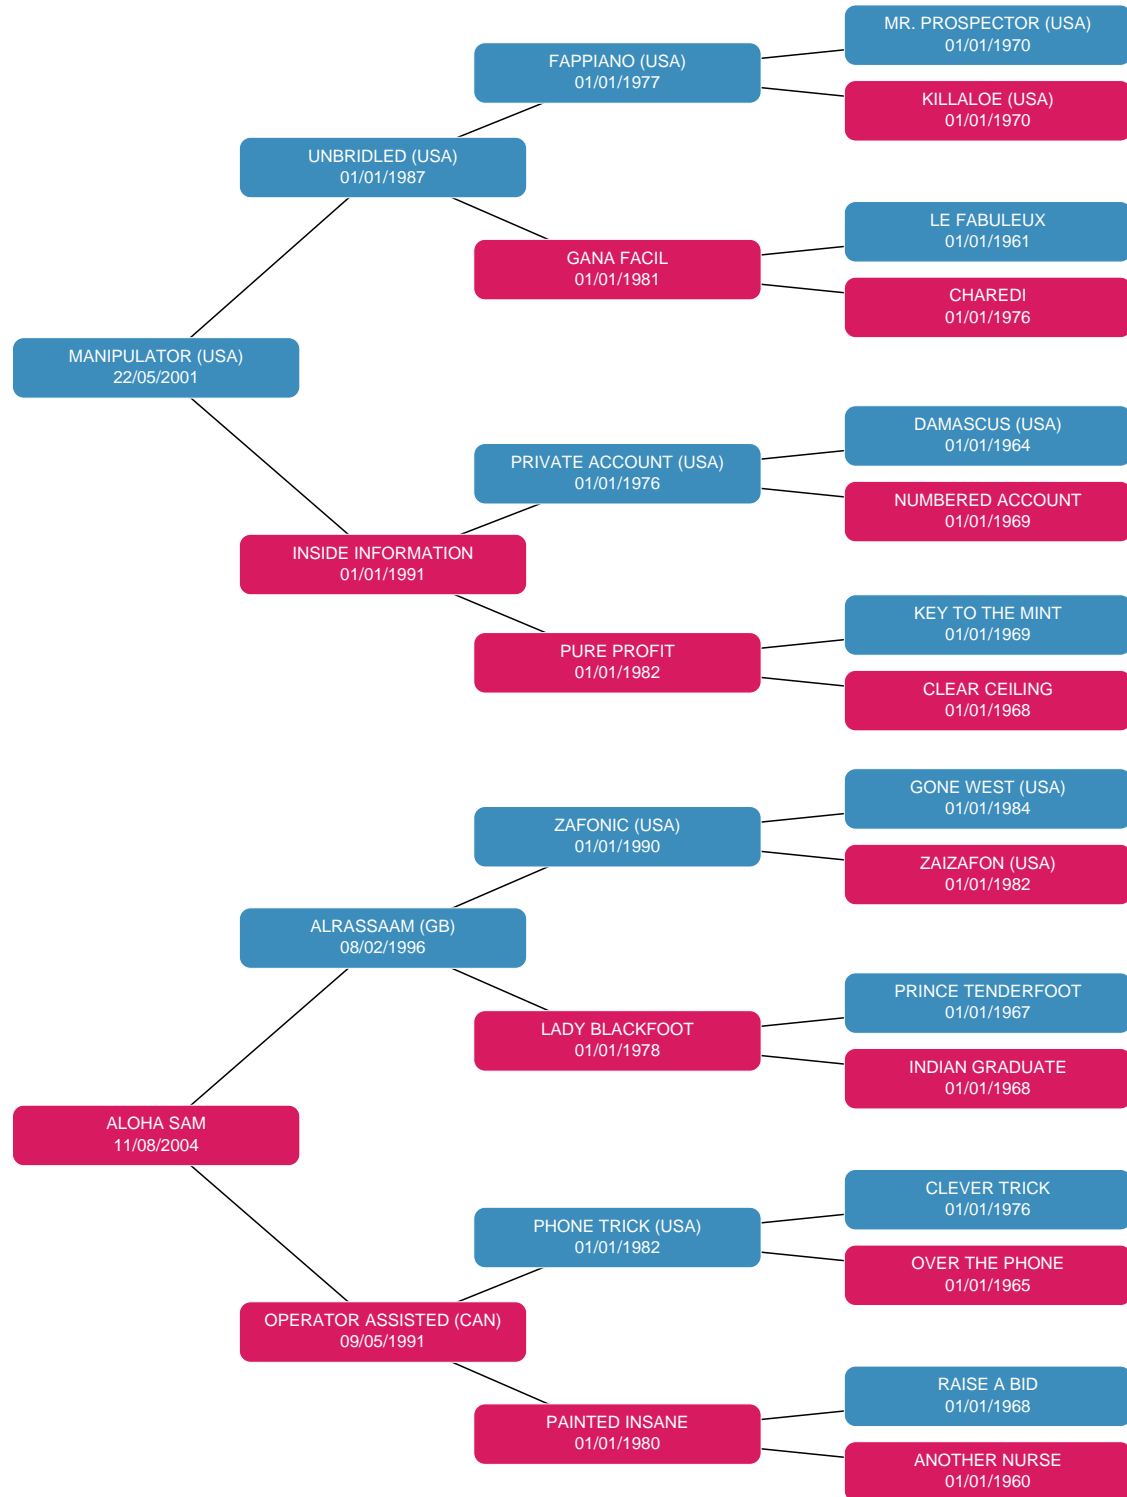 MR. PROSPECTOR (USA)
01/01/1970
FAPPIANO (USA)
01/01/1977
KILLALOE (USA)
01/01/1970
UNBRIDLED (USA)
01/01/1987
LE FABULEUX
01/01/1961
GANA FACIL
01/01/1981
CHAREDI
01/01/1976
MANIPULATOR (USA)
22/05/2001
DAMASCUS (USA)
01/01/1964
PRIVATE ACCOUNT (USA)
01/01/1976
NUMBERED ACCOUNT
01/01/1969
INSIDE INFORMATION
01/01/1991
KEY TO THE MINT
01/01/1969
PURE PROFIT
01/01/1982
CLEAR CEILING
01/01/1968
GONE WEST (USA)
01/01/1984
ZAFONIC (USA)
01/01/1990
ZAIZAFON (USA)
01/01/1982
ALRASSAAM (GB)
08/02/1996
PRINCE TENDERFOOT
01/01/1967
LADY BLACKFOOT
01/01/1978
INDIAN GRADUATE
01/01/1968
ALOHA SAM
11/08/2004
CLEVER TRICK
01/01/1976
PHONE TRICK (USA)
01/01/1982
OVER THE PHONE
01/01/1965
OPERATOR ASSISTED (CAN)
09/05/1991
RAISE A BID
01/01/1968
PAINTED INSANE
01/01/1980
ANOTHER NURSE
01/01/1960